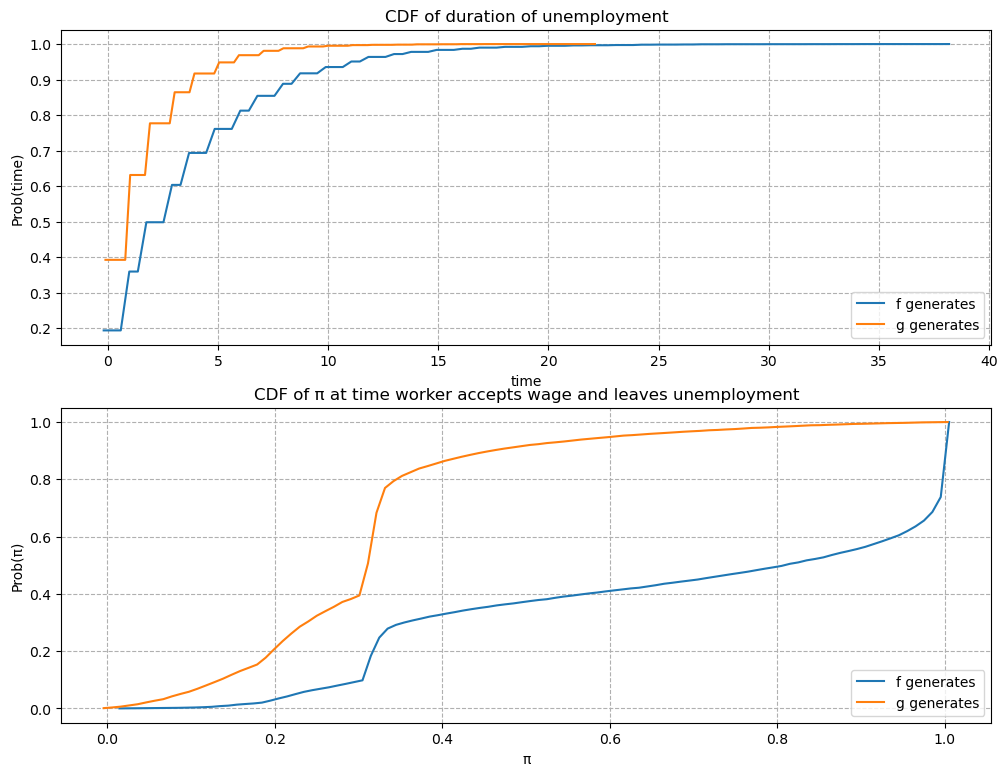 CDF of duration of unemployment
1.0
0.9
0.8
0.7
0.6
0.5
0.4
0.3
0.2
Prob(time)
0 5 10 15 20 25 30 35 40
time
f generates
g generates
CDF of π at time worker accepts wage and leaves unemployment
1.0
0.8
0.6
0.4
0.2
0.0
Prob(π)
0.0 0.2 0.4 0.6 0.8 1.0
π
f generates
g generates